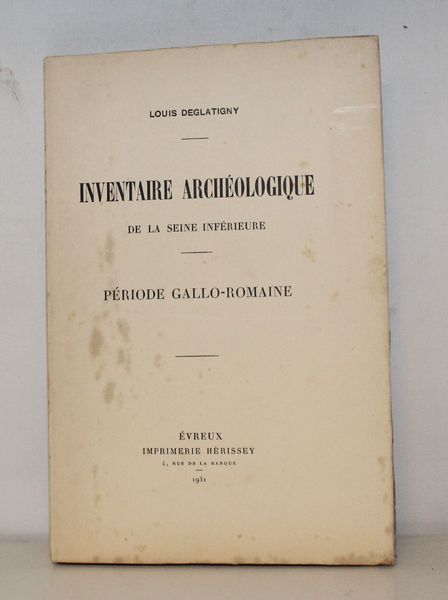 LOUIS DEGLATIGNY
INVENTAIRE ARCHÉOLOGIQUE
DE LA SEINE INFÉRIEURE
PÉRIODE GALLO-ROMAINE
ÉVREUX
IMPRIMERIE HÉRISSEY
4, RUE DE LA BANQUE
1931